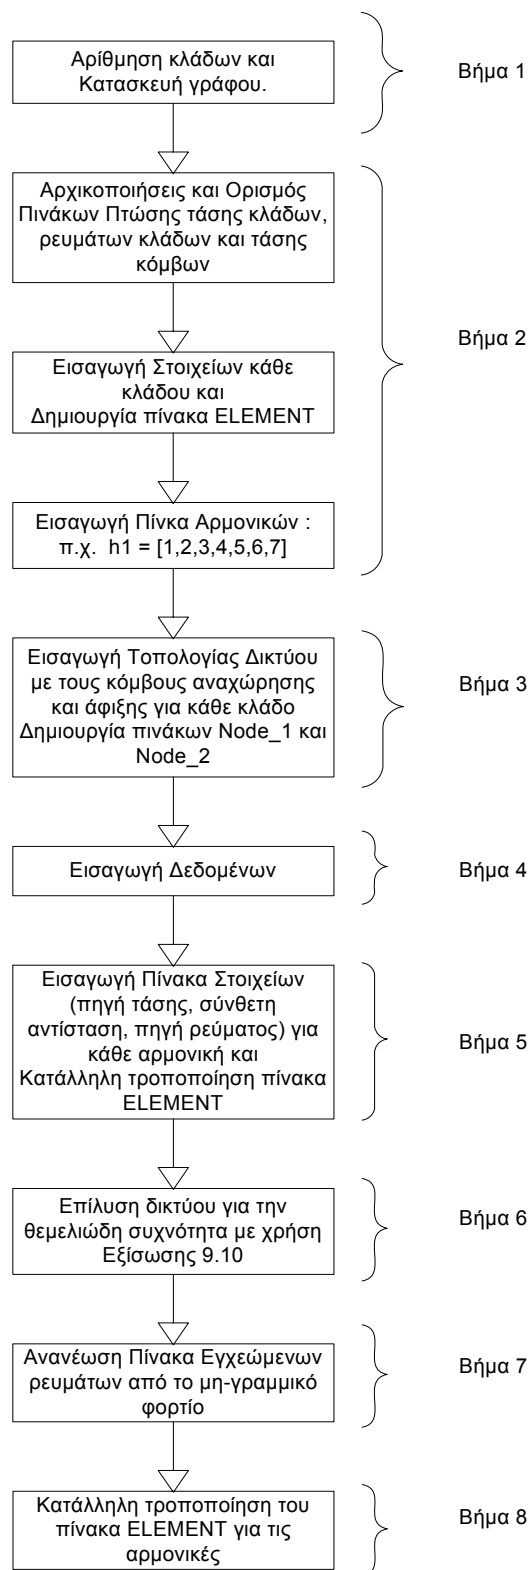 Αρίθμηση κλάδων και
Κατασκευή γράφου.
Βήμα 1
Αρχικοποιήσεις και Ορισμός
Πινάκων Πτώσης τάσης κλάδων,
ρευμάτων κλάδων και τάσης
κόμβων
Βήμα 2
Εισαγωγή Στοιχείων κάθε
κλάδου και
Δημιουργία πίνακα ELEMENT
Εισαγωγή Πίνκα Αρμονικών :
π.χ. h1 = [1,2,3,4,5,6,7]
Εισαγωγή Τοπολογίας Δικτύου
με τους κόμβους αναχώρησης
και άφιξης για κάθε κλάδο
Δημιουργία πινάκων Node_1 και
Node_2
Βήμα 3
Εισαγωγή Δεδομένων
Βήμα 4
Εισαγωγή Πίνακα Στοιχείων
(πηγή τάσης, σύνθετη
αντίσταση, πηγή ρεύματος) για
κάθε αρμονική και
Κατάλληλη τροποποίηση πίνακα
ELEMENT
Βήμα 5
Επίλυση δικτύου για την
θεμελιώδη συχνότητα με χρήση
Εξίσωσης 9.10
Βήμα 6
Ανανέωση Πίνακα Εγχεώμενων
ρευμάτων από το μη-γραμμικό
φορτίο
Βήμα 7
Κατάλληλη τροποποίηση του
πίνακα ELEMENT για τις
αρμονικές
Βήμα 8